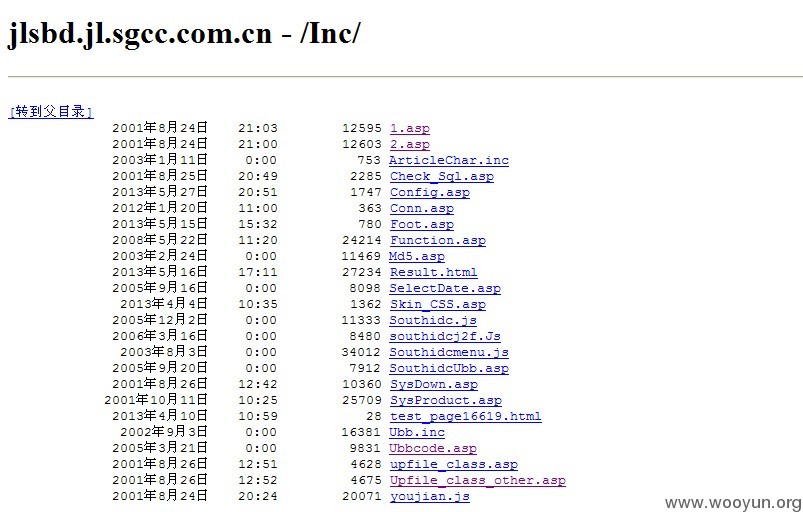 jlsbd.jl.sgcc.com.cn - /Inc/
[转到父目录]
2001年8月24日 21:03 12595 1.asp
2001年8月24日 21:00 12603 2.asp
2003年1月11日 0:00 753 ArticleChar.inc
2001年8月25日 20:49 2285 Check_Sql.asp
2013年5月27日 20:51 1747 Config.asp
2012年1月20日 11:00 363 Conn.asp
2013年5月15日 15:32 780 Foot.asp
2008年5月22日 11:20 24214 Function.asp
2003年2月24日 0:00 11469 Md5.asp
2013年5月16日 17:11 27234 Result.html
2005年9月16日 0:00 8098 SelectDate.asp
2013年4月4日 10:35 1362 Skin_CSS.asp
2005年12月2日 0:00 11333 Southidc.js
2006年3月16日 0:00 8480 southidcj2f.Js
2003年8月3日 0:00 34012 Southidcmenu.js
2005年9月20日 0:00 7912 SouthidcUbb.asp
2001年8月26日 12:42 10360 SysDown.asp
2001年10月11日 10:25 25709 SysProduct.asp
2013年4月10日 10:59 28 test_page16619.html
2002年9月3日 0:00 16381 Ubb.inc
2005年3月21日 0:00 9831 Ubbcode.asp
2001年8月26日 12:51 4628 upfile_class.asp
2001年8月26日 12:52 4675 Upfile_class_other.asp
2001年8月24日 20:24 20071 youjian.js
www.wooyun.org